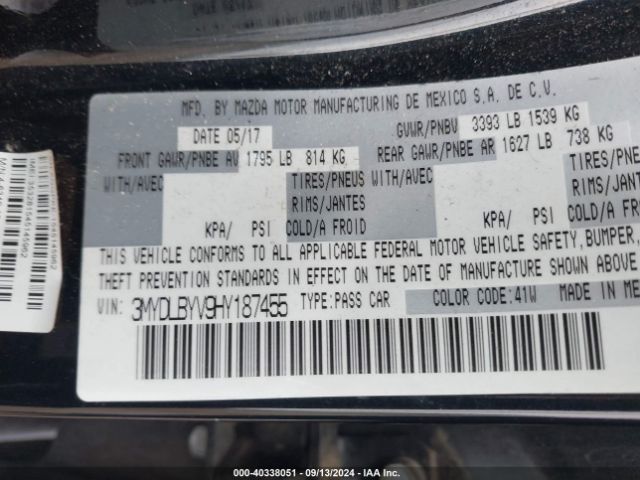 MFD. BY MAZDA MOTOR MANUFACTURING DE MEXICO S.A. DE C.V.
DATE 05/17 GVWR/PNBV 3393 LB 1539 KG
FRONT GAWR/PNBE AV 1795 LB 814 KG REAR GAWR/PNBE AR 1627 LB 738 KG
WITH/AVEC TIRES/PNEUS WITH/AVEC TIRES/PNEUS
RIMS/JANTES RIMS/JANTES
KPA/ PSI COLD/A FROID KPA/ PSI COLD/A FROID
THIS VEHICLE CONFORMS TO ALL APPLICABLE FEDERAL MOTOR VEHICLE SAFETY, BUMPER,
THEFT PREVENTION STANDARDS IN EFFECT ON THE DATE OF MANUFACTURE SHOWN ABOVE
VIN: 3MYDLBYV9HY187455 TYPE:PASS CAR COLOR CODE:41W MADE IN ME
000-40338051 - 09/13/2024 - IAA Inc.